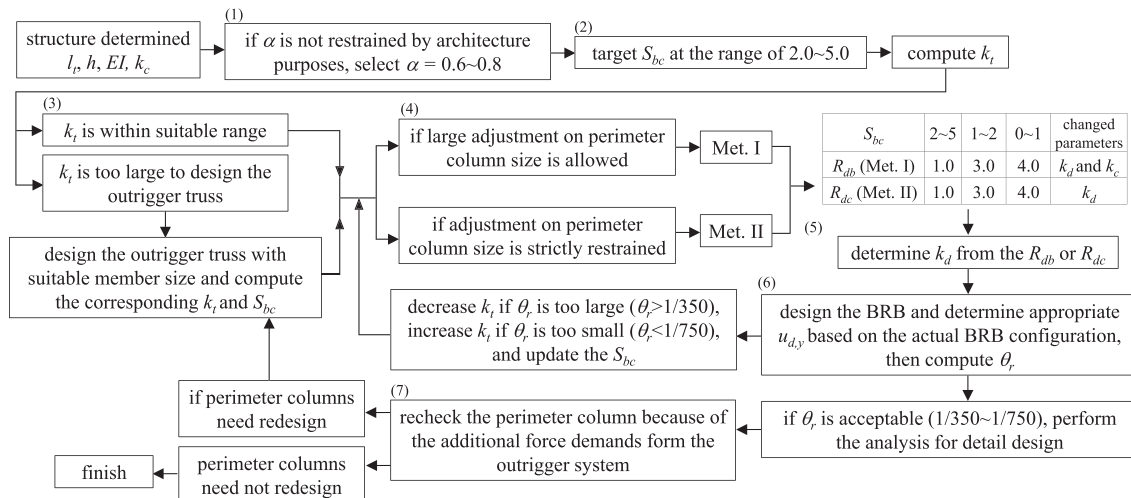 structure determined
l_t, h, EI, k_c
(1)
if α is not restrained by architecture
purposes, select α = 0.6~0.8
(2)
target S_bc at the range of 2.0~5.0
compute k_t
(3)
k_t is within suitable range
k_t is too large to design the
outrigger truss
design the outrigger truss with
suitable member size and compute
the corresponding k_t and S_bc
(4)
if large adjustment on perimeter
column size is allowed
Met. I
if adjustment on perimeter
column size is strictly restrained
Met. II
S_bc 2~5 1~2 0~1 changed
parameters
R_db (Met. I) 1.0 3.0 4.0 k_d and k_c
R_dc (Met. II) 1.0 3.0 4.0 k_d
(5)
determine k_d from the R_db or R_dc
(6)
design the BRB and determine appropriate
u_d,y based on the actual BRB configuration,
then compute θ_r
decrease k_t if θ_r is too large (θ_r>1/350),
increase k_t if θ_r is too small (θ_r<1/750),
and update the S_bc
if θ_r is acceptable (1/350~1/750), perform
the analysis for detail design
(7)
recheck the perimeter column because of
the additional force demands form the
outrigger system
if perimeter columns
need redesign
perimeter columns
need not redesign
finish